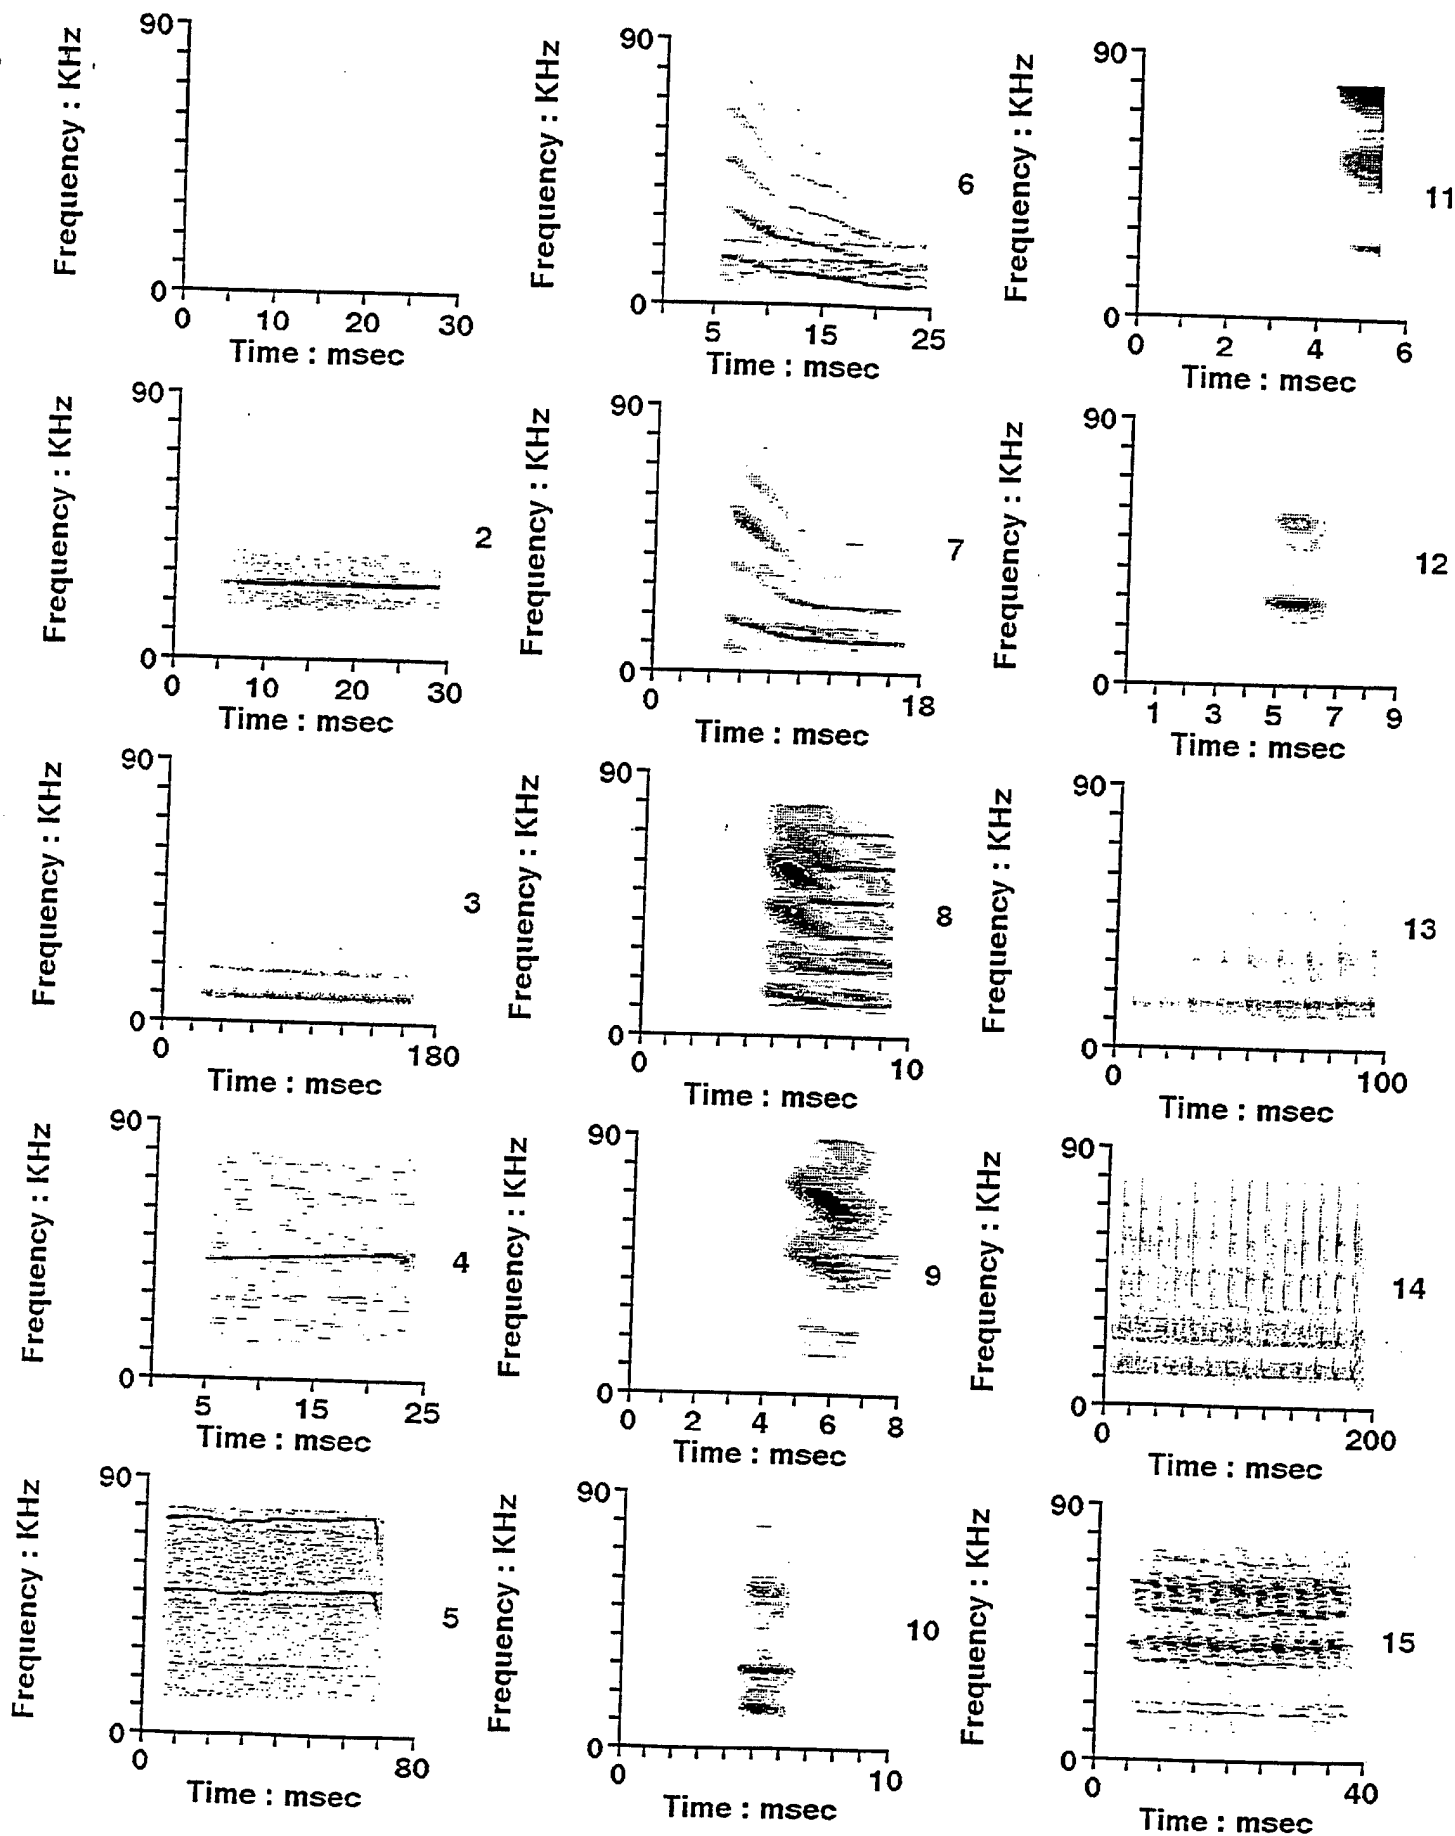 90
Frequency : KHz
0
0 10 20 30
Time : msec
90
Frequency : KHz
2
0
0 10 20 30
Time : msec
90
Frequency : KHz
3
0
0 180
Time : msec
90
Frequency : KHz
4
0
5 15 25
Time : msec
90
Frequency : KHz
5
0
0 80
Time : msec
90
Frequency : KHz
6
0
5 15 25
Time : msec
90
Frequency : KHz
7
0
0 18
Time : msec
90
Frequency : KHz
8
0
0 10
Time : msec
90
Frequency : KHz
9
0
0 2 4 6 8
Time : msec
90
Frequency : KHz
10
0
0 10
Time : msec
90
Frequency : KHz
11
0
0 2 4 6
Time : msec
90
Frequency : KHz
12
0
1 3 5 7 9
Time : msec
90
Frequency : KHz
13
0
0 100
Time : msec
90
Frequency : KHz
14
0
0 200
Time : msec
90
Frequency : KHz
15
0
0 40
Time : msec